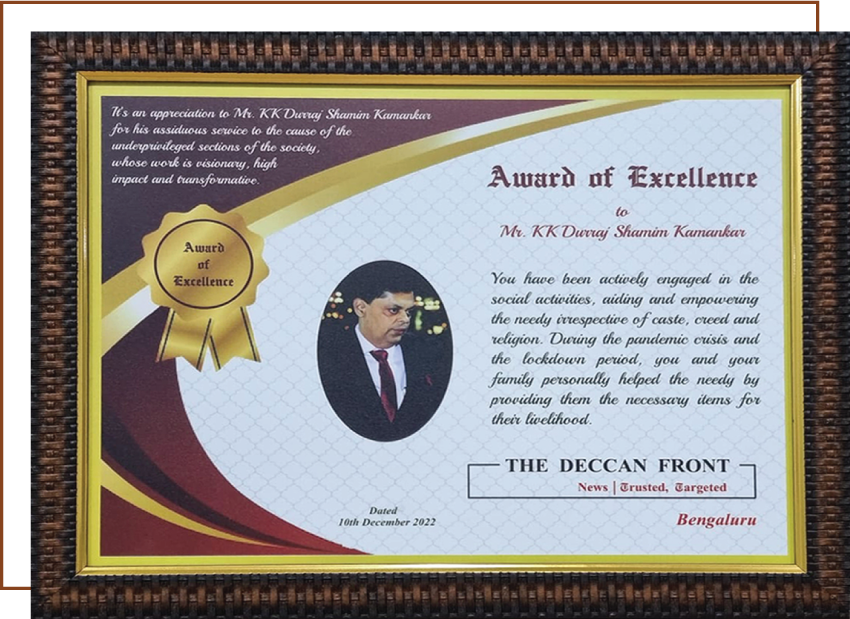 It's an appreciation to Mr. KK Durraj Shamim Kamankar
for his assiduous service to the cause of the
underprivileged sections of the society,
whose work is visionary, high
impact and transformative.
Award
of
Excellence
Award of Excellence
to
Mr. KK Durraj Shamim Kamankar
You have been actively engaged in the
social activities, aiding and empowering
the needy irrespective of caste, creed and
religion. During the pandemic crisis and
the lockdown period, you and your
family personally helped the needy by
providing them the necessary items for
their livelihood.
THE DECCAN FRONT
News | Trusted, Targeted
Dated
10th December 2022
Bengaluru